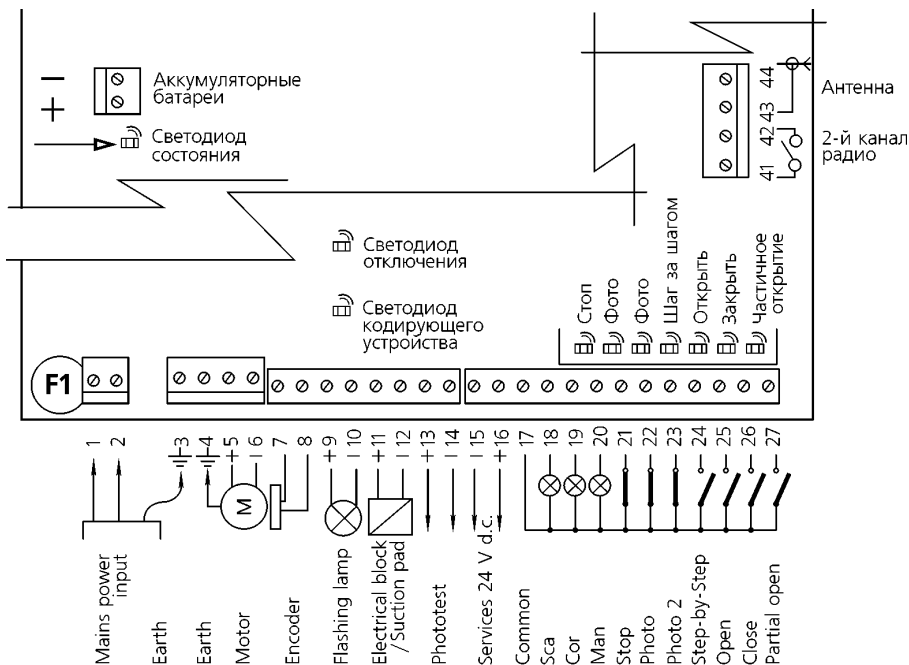 −
+
Аккумуляторные
батареи
Светодиод
состояния
44
43
42
41
Антенна
2-й канал
радио
Светодиод
отключения
Светодиод
кодирующего
устройства
Стоп
Фото
Фото
Шаг за шагом
Открыть
Закрыть
Частичное
открытие
F1
1
2
3
4
+5
− 6
7
8
+9
− 10
+11
− 12
+13
− 14
− 15
+16
17
18
19
20
21
22
23
24
25
26
27
M
Mains power
input
Earth
Earth
Motor
Encoder
Flashing lamp
Electrical block
/ Suction pad
Phototest
Services 24 V d.c.
Common
Sca
Cor
Man
Stop
Photo
Photo 2
Step-by-Step
Open
Close
Partial open